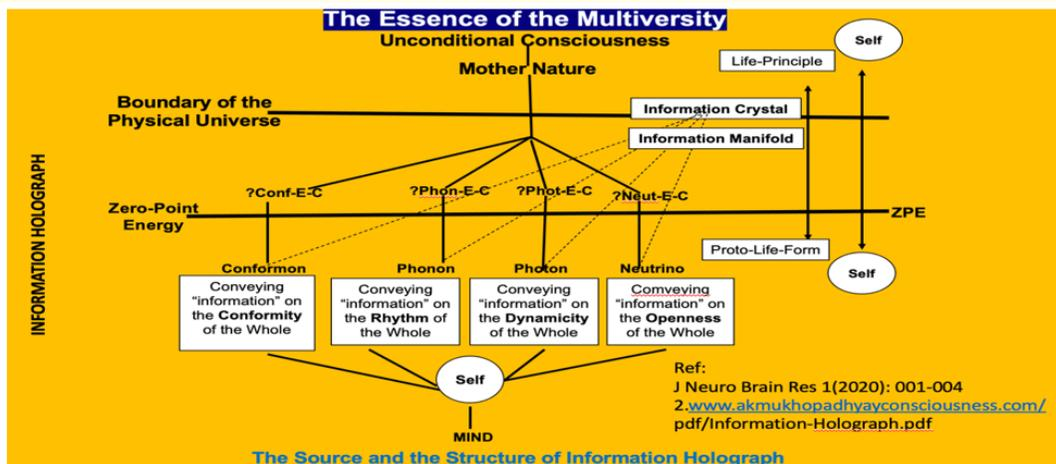 The Essence of the Multiversity
Unconditional Consciousness
Mother Nature
Self
Life-Principle
Boundary of the
Physical Universe
Information Crystal
Information Manifold
INFORMATION HOLOGRAPH
?Conf-E-C
?Phon-E-C
?Phot-E-C
?Neut-E-C
Zero-Point
Energy
ZPE
Proto-Life-Form
Self
Conformon
Phonon
Photon
Neutrino
Conveying
“information” on
the Conformity
of the Whole
Conveying
“information” on
the Rhythm of
the Whole
Conveying
“information” on
the Dynamicity
of the Whole
Comveying
“information” on
the Openness
of the Whole
Self
MIND
Ref:
J Neuro Brain Res 1(2020): 001-004
2.www.akmukhopadhyayconsciousness.com/
pdf/Information-Holograph.pdf
The Source and the Structure of Information Holograph